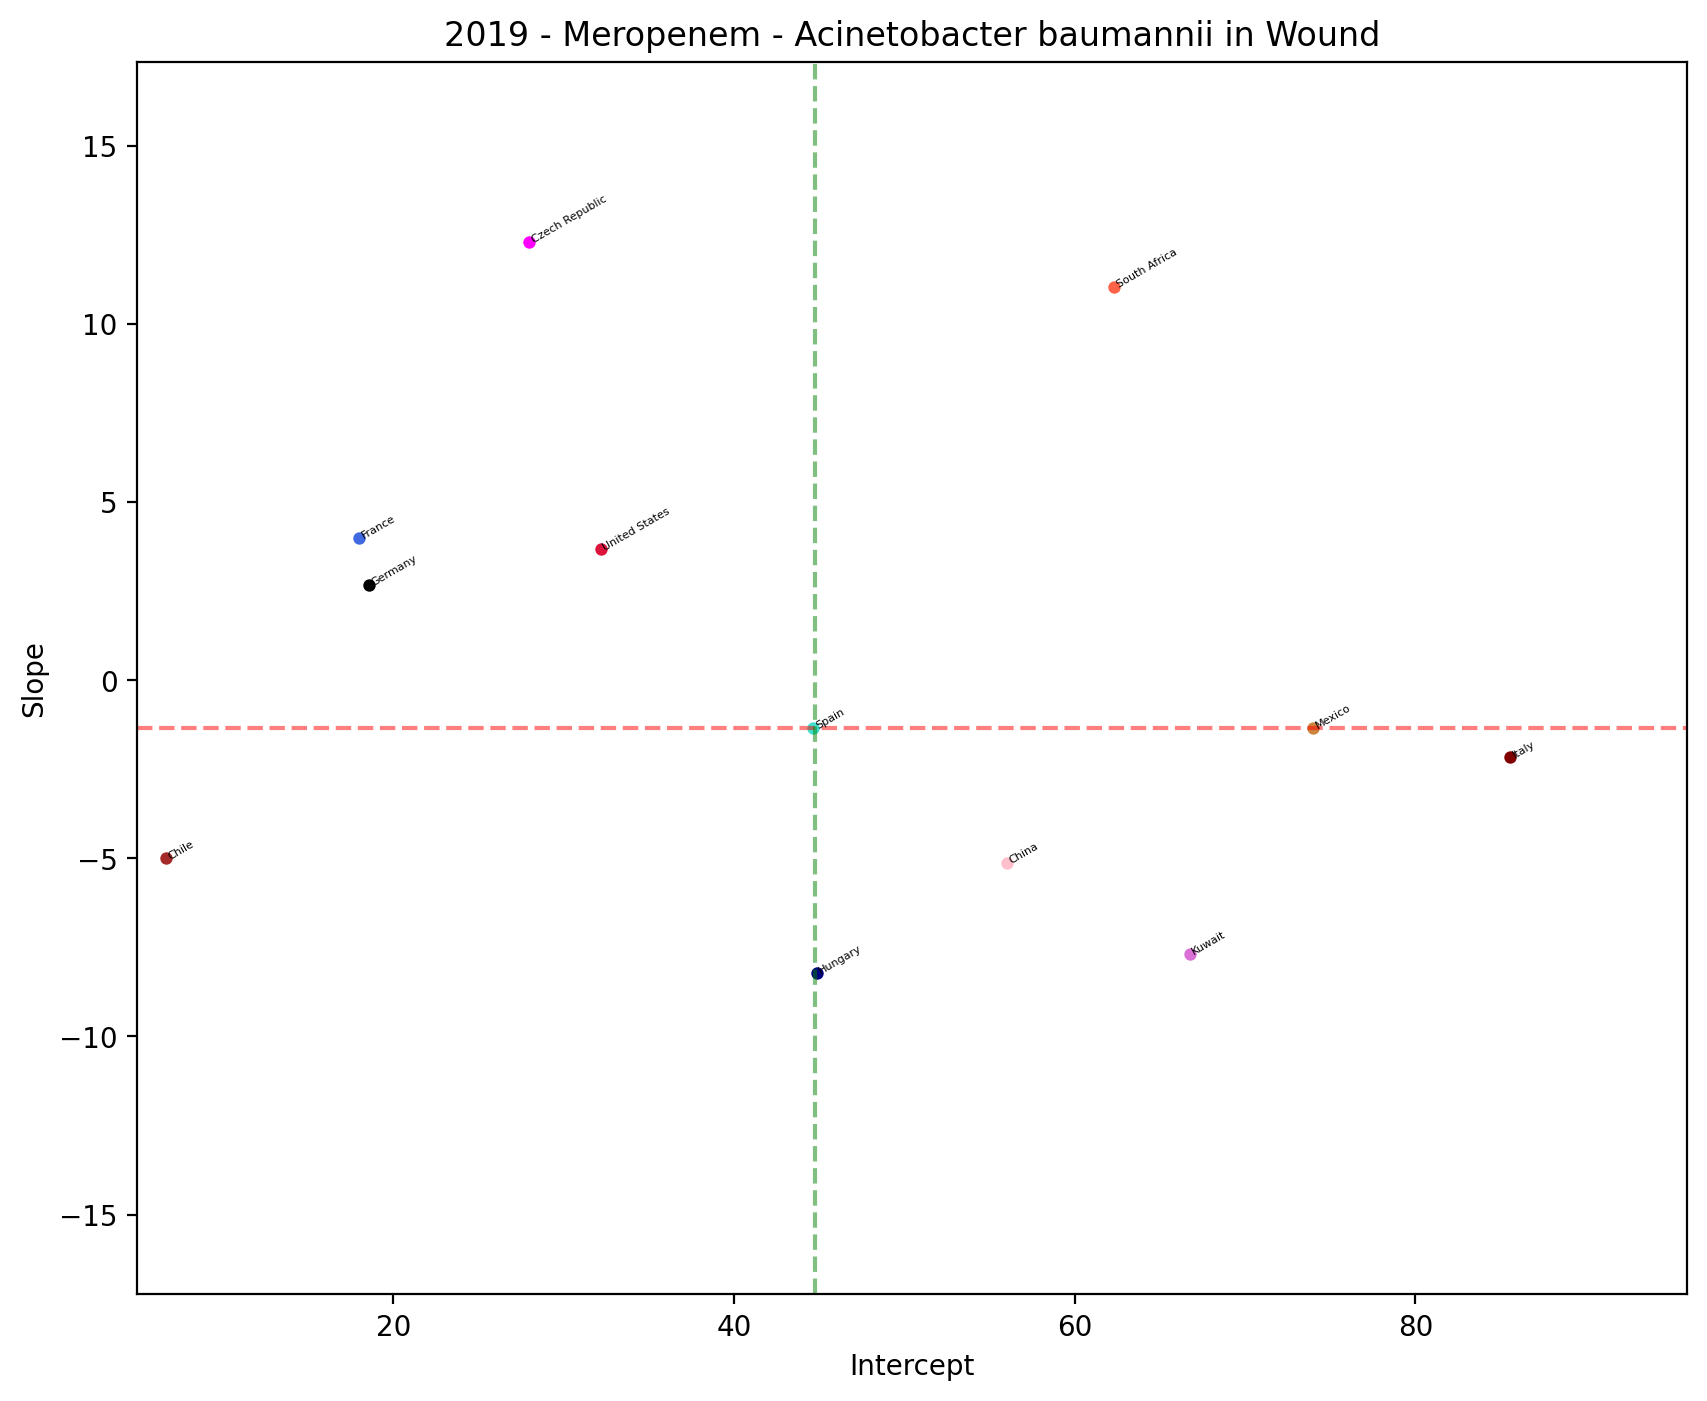 2019 - Meropenem - Acinetobacter baumannii in Wound
15
10
5
0
−5
−10
−15
Slope
Czech Republic
South Africa
France
United States
Germany
Spain
Mexico
Italy
Chile
China
Kuwait
Hungary
20
40
60
80
Intercept